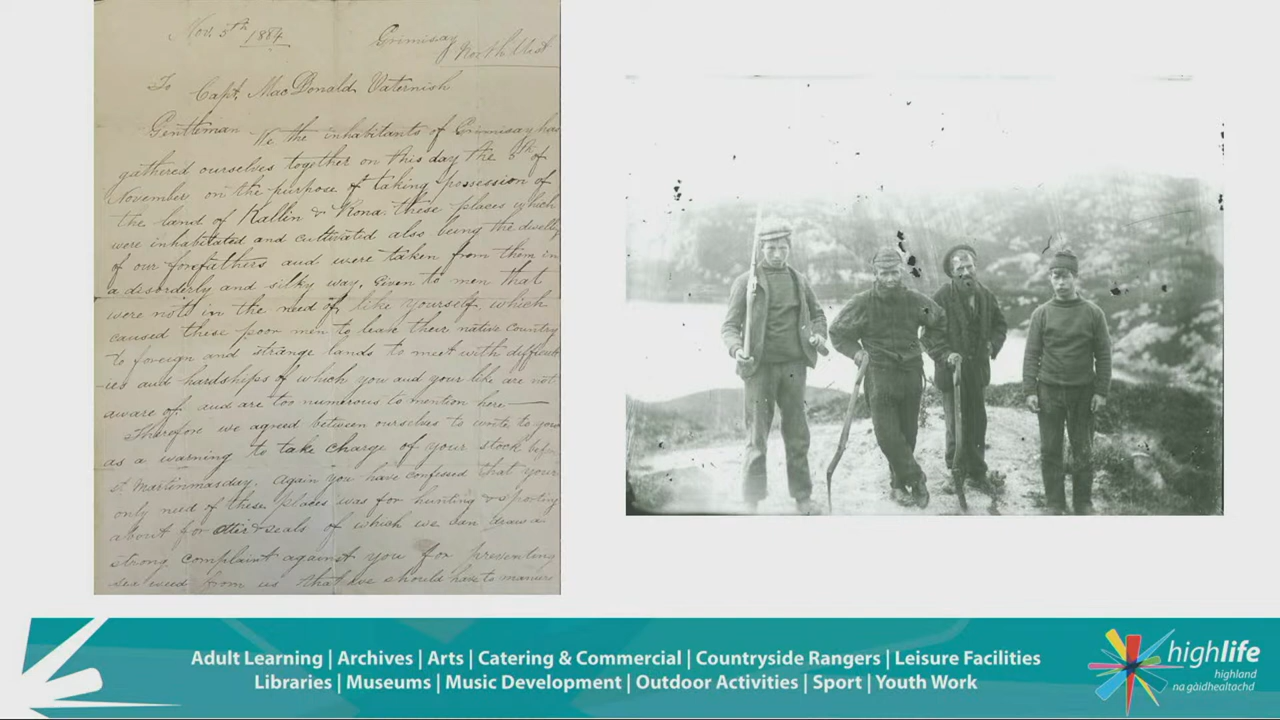 Nov. 5th 1884
Grimisay
North Uist
To Capt. MacDonald Vaternish
Gentleman We the inhabitants of Grimisay
gathered ourselves together on this day the 5th of
November on the purpose of taking possession of
the land of Kallin & Rona. these places which
were inhabitated and cultivated also being the
of our forefathers and were taken from them in
a disorderly and silky way. Given to men that
were not in the need of, like yourself, which
caused these poor men to leave their native Country
to foreign and strange lands to meet with
and hardships of which you and your like are not
aware of. and are too numerous to mention here
Therefore we agreed between ourselves to write to you
as a warning to take charge of your stock
st. Martinmasday. Again you have confessed that your
only need of these places was for hunting & sporting
about for otter & seals of which we can draw a
strong complaint against you for preventing
sea weed from us that we should have to manure
Adult Learning | Archives | Arts | Catering & Commercial | Countryside Rangers | Leisure Facilities
Libraries | Museums | Music Development | Outdoor Activities | Sport | Youth Work
highlife
highland
na gàidhealtachd